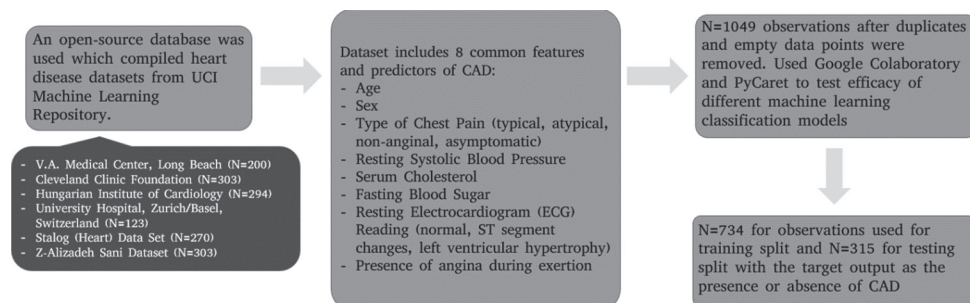 An open-source database was
used which compiled heart
disease datasets from UCI
Machine Learning
Repository.
- V.A. Medical Center, Long Beach (N=200)
- Cleveland Clinic Foundation (N=303)
- Hungarian Institute of Cardiology (N=294)
- University Hospital, Zurich/Basel,
Switzerland (N=123)
- Stalog (Heart) Data Set (N=270)
- Z-Alizadeh Sani Dataset (N=303)
Dataset includes 8 common features
and predictors of CAD:
- Age
- Sex
- Type of Chest Pain (typical, atypical,
non-anginal, asymptomatic)
- Resting Systolic Blood Pressure
- Serum Cholesterol
- Fasting Blood Sugar
- Resting Electrocardiogram (ECG)
Reading (normal, ST segment
changes, left ventricular hypertrophy)
- Presence of angina during exertion
N=1049 observations after duplicates
and empty data points were
removed. Used Google Colaboratory
and PyCaret to test efficacy of
different machine learning
classification models
N=734 for observations used for
training split and N=315 for testing
split with the target output as the
presence or absence of CAD